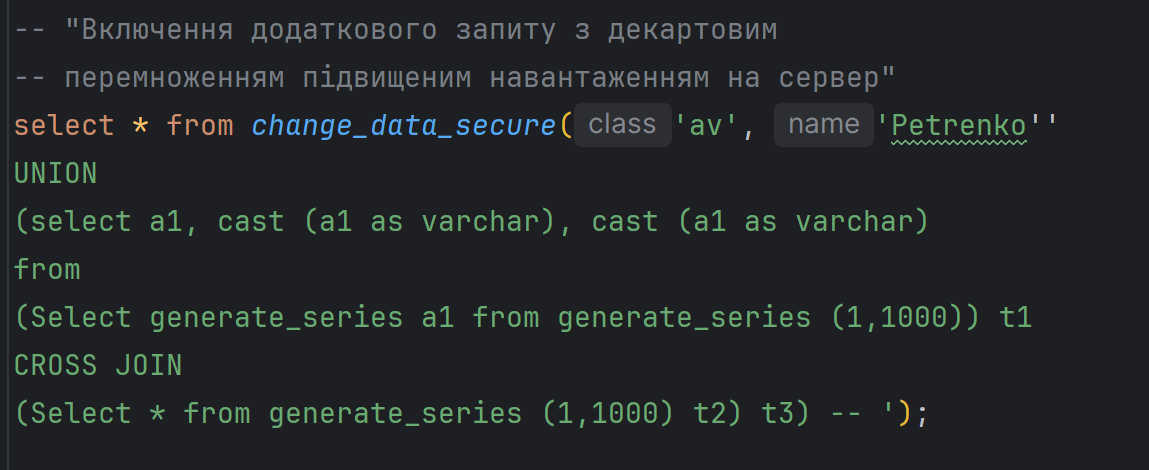 -- "Включення додаткового запиту з декартовим
-- перемноженням підвищеним навантаженням на сервер"
select * from change_data_secure( class 'av', name 'Petrenko''
UNION
(select a1, cast (a1 as varchar), cast (a1 as varchar)
from
(Select generate_series a1 from generate_series (1,1000)) t1
CROSS JOIN
(Select * from generate_series (1,1000) t2) t3) -- ');